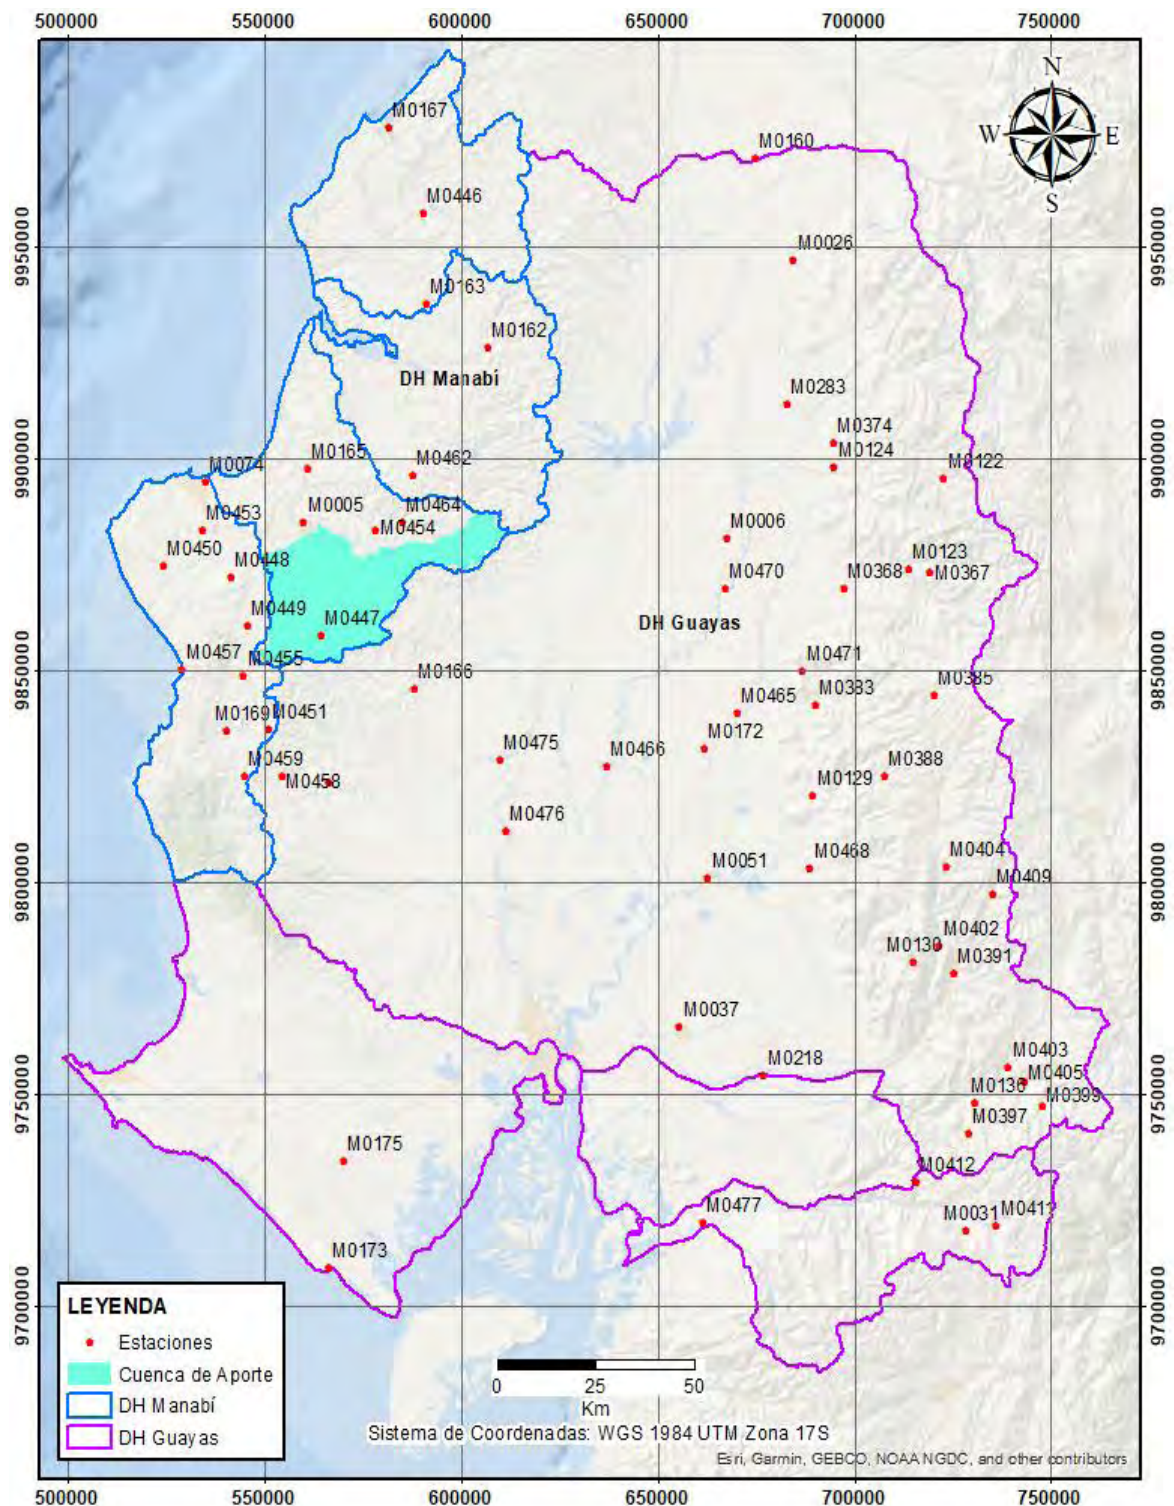 500000 550000 600000 650000 700000 750000
N
W E
S
M0167
M0160
M0446
9950000 9950000
M0026
M0163
M0162
DH Manabí
M0283
M0374
M0124
9900000 9900000
M0165
M0462
M0074
M0122
M0005
M0464
M0453
M0454
M0006
M0450
M0448
M0123
M0470
M0368
M0367
M0449
M0447
DH Guayas
M0457
M0455
M0471
9850000 9850000
M0166
M0385
M0465
M0383
M0169
M0451
M0172
M0475
M0466
M0459
M0388
M0458
M0129
M0476
M0051
M0468
M0404
9800000 9800000
M0409
M0402
M0130
M0391
M0037
M0218
M0403
M0405
M0136
M0399
9750000 9750000
M0397
M0175
M0412
M0477
M0031
M0411
M0173
9700000 9700000
LEYENDA
Estaciones
Cuenca de Aporte
DH Manabí
DH Guayas
0 25 50
Km
Sistema de Coordenadas: WGS 1984 UTM Zona 17S
Esri, Garmin, GEBCO, NOAA NGDC, and other contributors
500000 550000 600000 650000 700000 750000